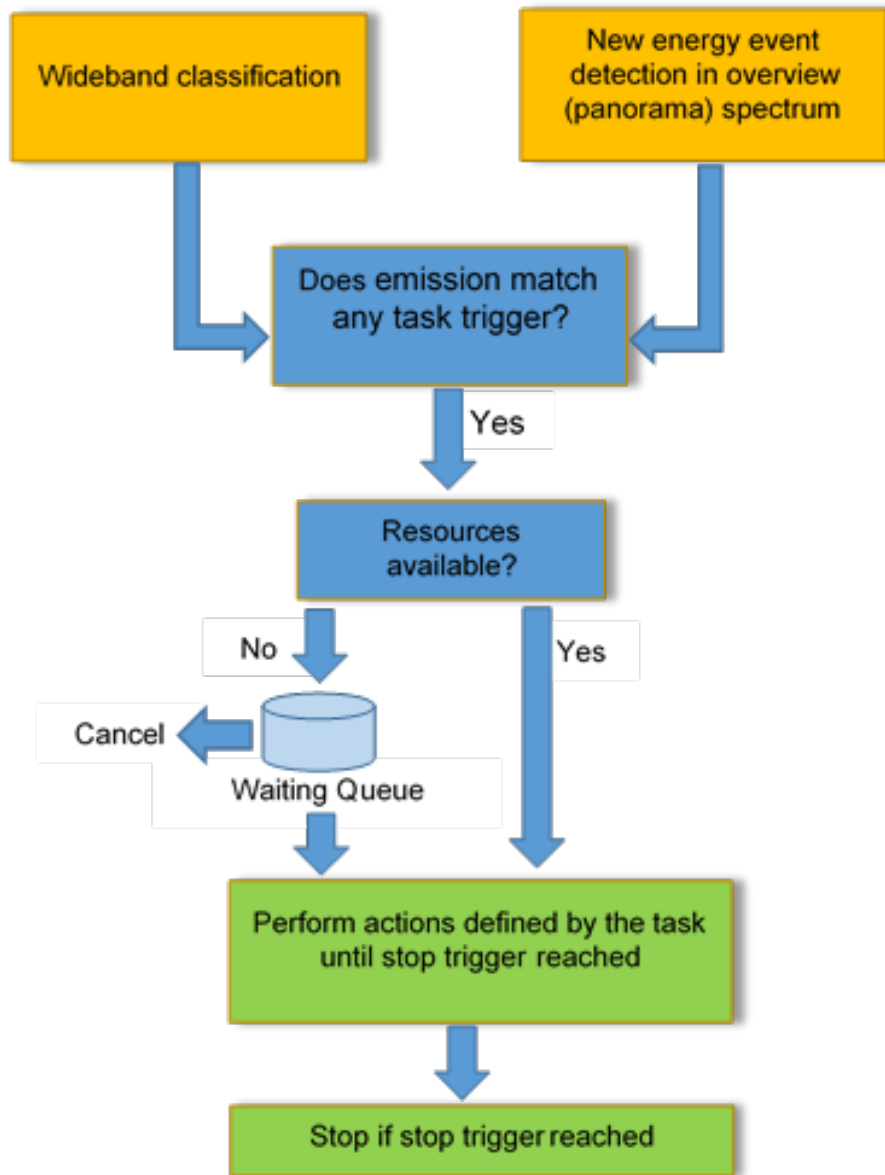 Wideband classification
New energy event
detection in overview
(panorama) spectrum
Does emission match
any task trigger?
Yes
Resources
available?
No
Yes
Cancel
Waiting Queue
Perform actions defined by the task
until stop trigger reached
Stop if stop trigger reached